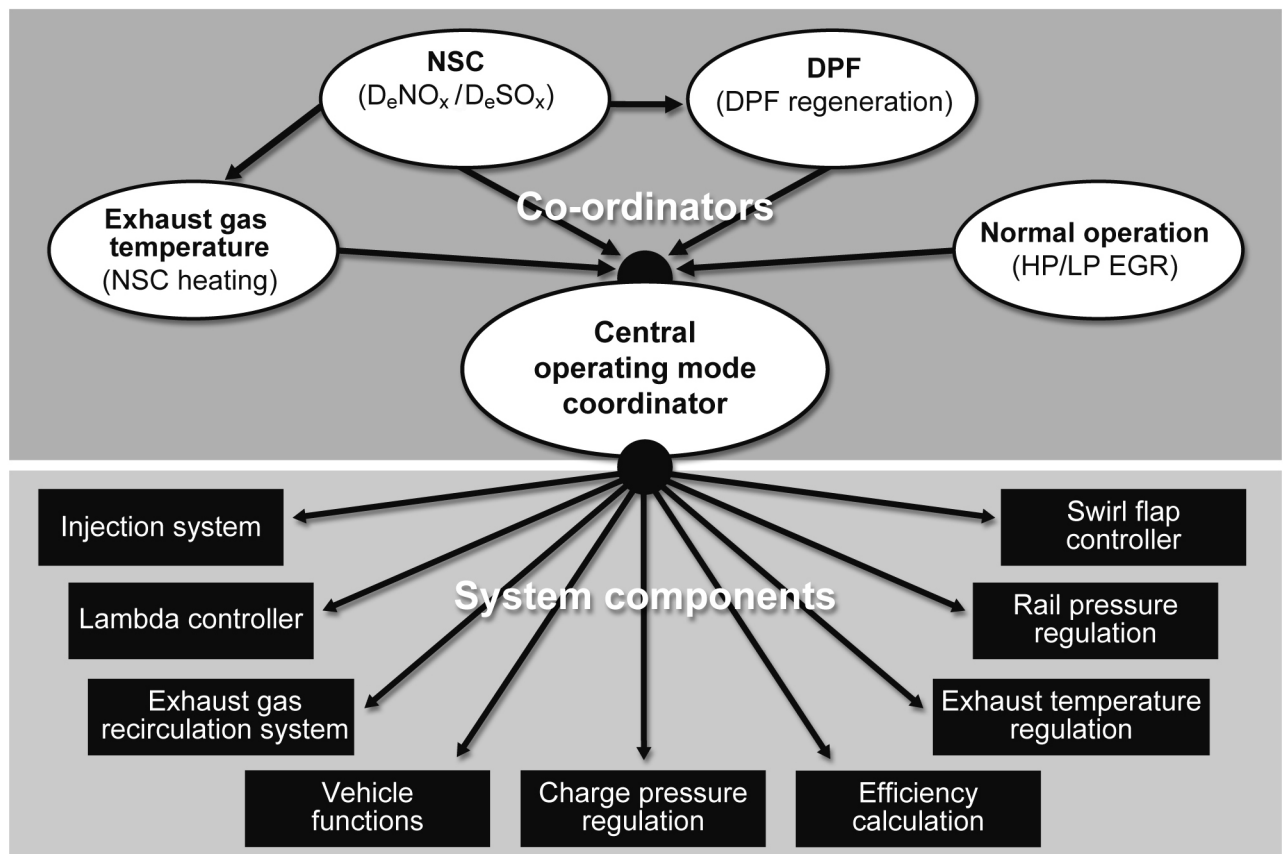 NSC
(DeNOx /DeSOx)
DPF
(DPF regeneration)
Co-ordinators
Exhaust gas
temperature
(NSC heating)
Normal operation
(HP/LP EGR)
Central
operating mode
coordinator
Injection system
Swirl flap
controller
System components
Lambda controller
Rail pressure
regulation
Exhaust gas
recirculation system
Exhaust temperature
regulation
Vehicle
functions
Charge pressure
regulation
Efficiency
calculation